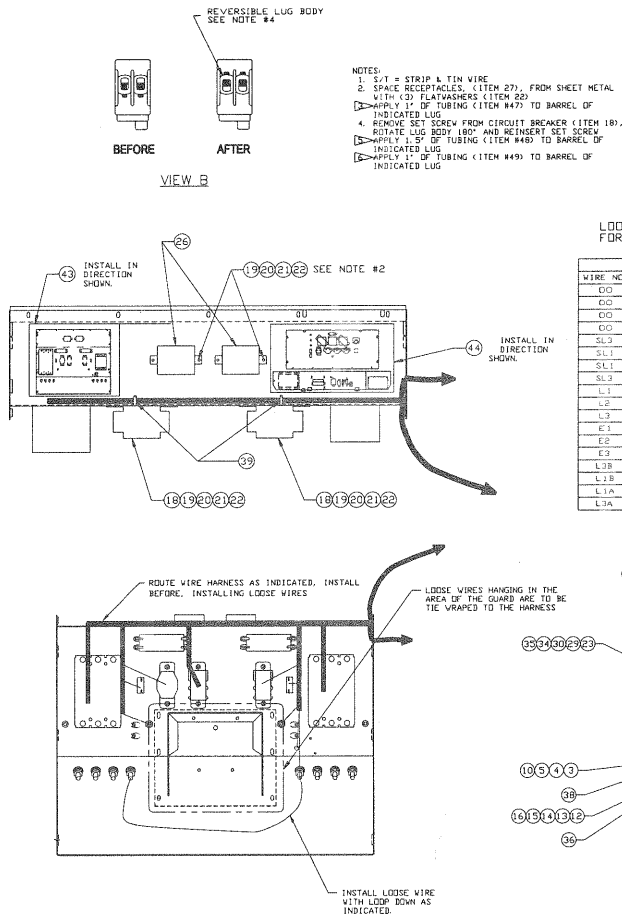 REVERSIBLE LUG BODY
SEE NOTE #4
BEFORE
AFTER
VIEW B
NOTES:
1. S/T = STRIP & TIN WIRE
2. SPACE RECEPTACLES, (ITEM 27), FROM SHEET METAL
WITH (3) FLATWASHERS (ITEM 22)
3 APPLY 1" OF TUBING (ITEM #47) TO BARREL OF
INDICATED LUG
4. REMOVE SET SCREW FROM CIRCUIT BREAKER (ITEM 18),
ROTATE LUG BODY 180° AND REINSERT SET SCREW
5 APPLY 1.5" OF TUBING (ITEM #48) TO BARREL OF
INDICATED LUG
6 APPLY 1" OF TUBING (ITEM #49) TO BARREL OF
INDICATED LUG
LOO
FOR
WIRE NO
OO
OO
OO
OO
SL3
SL1
SL1
SL3
L1
L2
L3
E1
E2
E3
L3B
L1B
L1A
L3A
43
INSTALL IN
DIRECTION
SHOWN.
26
19 20 21 22 SEE NOTE #2
44
INSTALL IN
DIRECTION
SHOWN.
39
18 19 20 21 22
18 19 20 21 22
ROUTE WIRE HARNESS AS INDICATED, INSTALL
BEFORE, INSTALLING LOOSE WIRES
LOOSE WIRES HANGING IN THE
AREA OF THE GUARD ARE TO BE
TIE WRAPED TO THE HARNESS
35 34 30 29 23
10 5 4 3
38
16 15 14 13 12
36
INSTALL LOOSE WIRE
WITH LOOP DOWN AS
INDICATED.